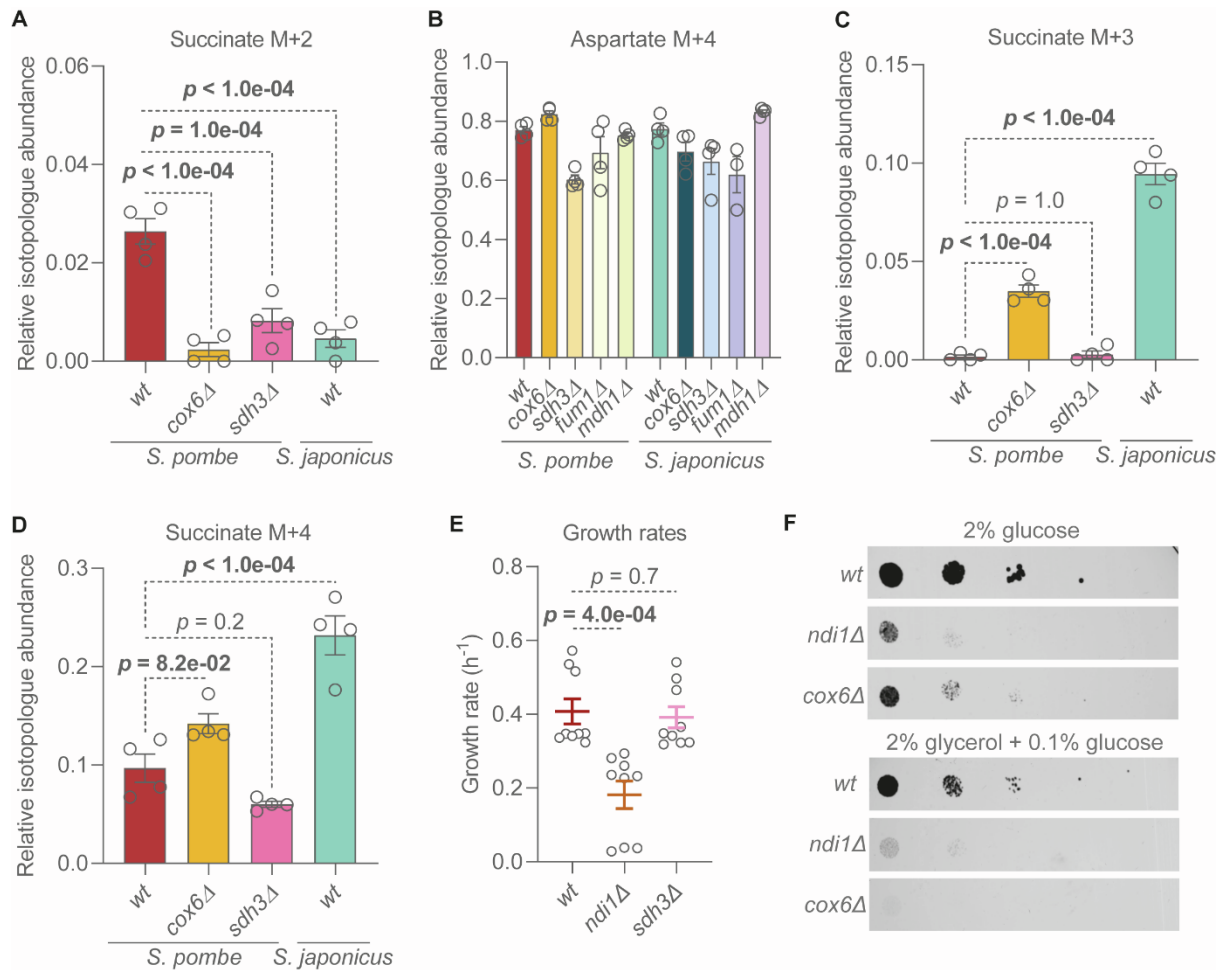 A
Succinate M+2
Relative isotopologue abundance
0.06
0.04
0.02
0.00
p < 1.0e-04
p = 1.0e-04
p < 1.0e-04
wt
cox6Δ
sdh3Δ
wt
S. pombe
S. japonicus
B
Aspartate M+4
Relative isotopologue abundance
1.0
0.8
0.6
0.4
0.2
0.0
wt
cox6Δ
sdh3Δ
fum1Δ
mdh1Δ
wt
cox6Δ
sdh3Δ
fum1Δ
mdh1Δ
S. pombe
S. japonicus
C
Succinate M+3
Relative isotopologue abundance
0.15
0.10
0.05
0.00
p < 1.0e-04
p = 1.0
p < 1.0e-04
wt
cox6Δ
sdh3Δ
wt
S. pombe
S. japonicus
D
Succinate M+4
Relative isotopologue abundance
0.3
0.2
0.1
0.0
p < 1.0e-04
p = 0.2
p = 8.2e-02
wt
cox6Δ
sdh3Δ
wt
S. pombe
S. japonicus
E
Growth rates
Growth rate (h-1)
0.8
0.6
0.4
0.2
0.0
p = 0.7
p = 4.0e-04
wt
ndi1Δ
sdh3Δ
F
2% glucose
wt
ndi1Δ
cox6Δ
2% glycerol + 0.1% glucose
wt
ndi1Δ
cox6Δ